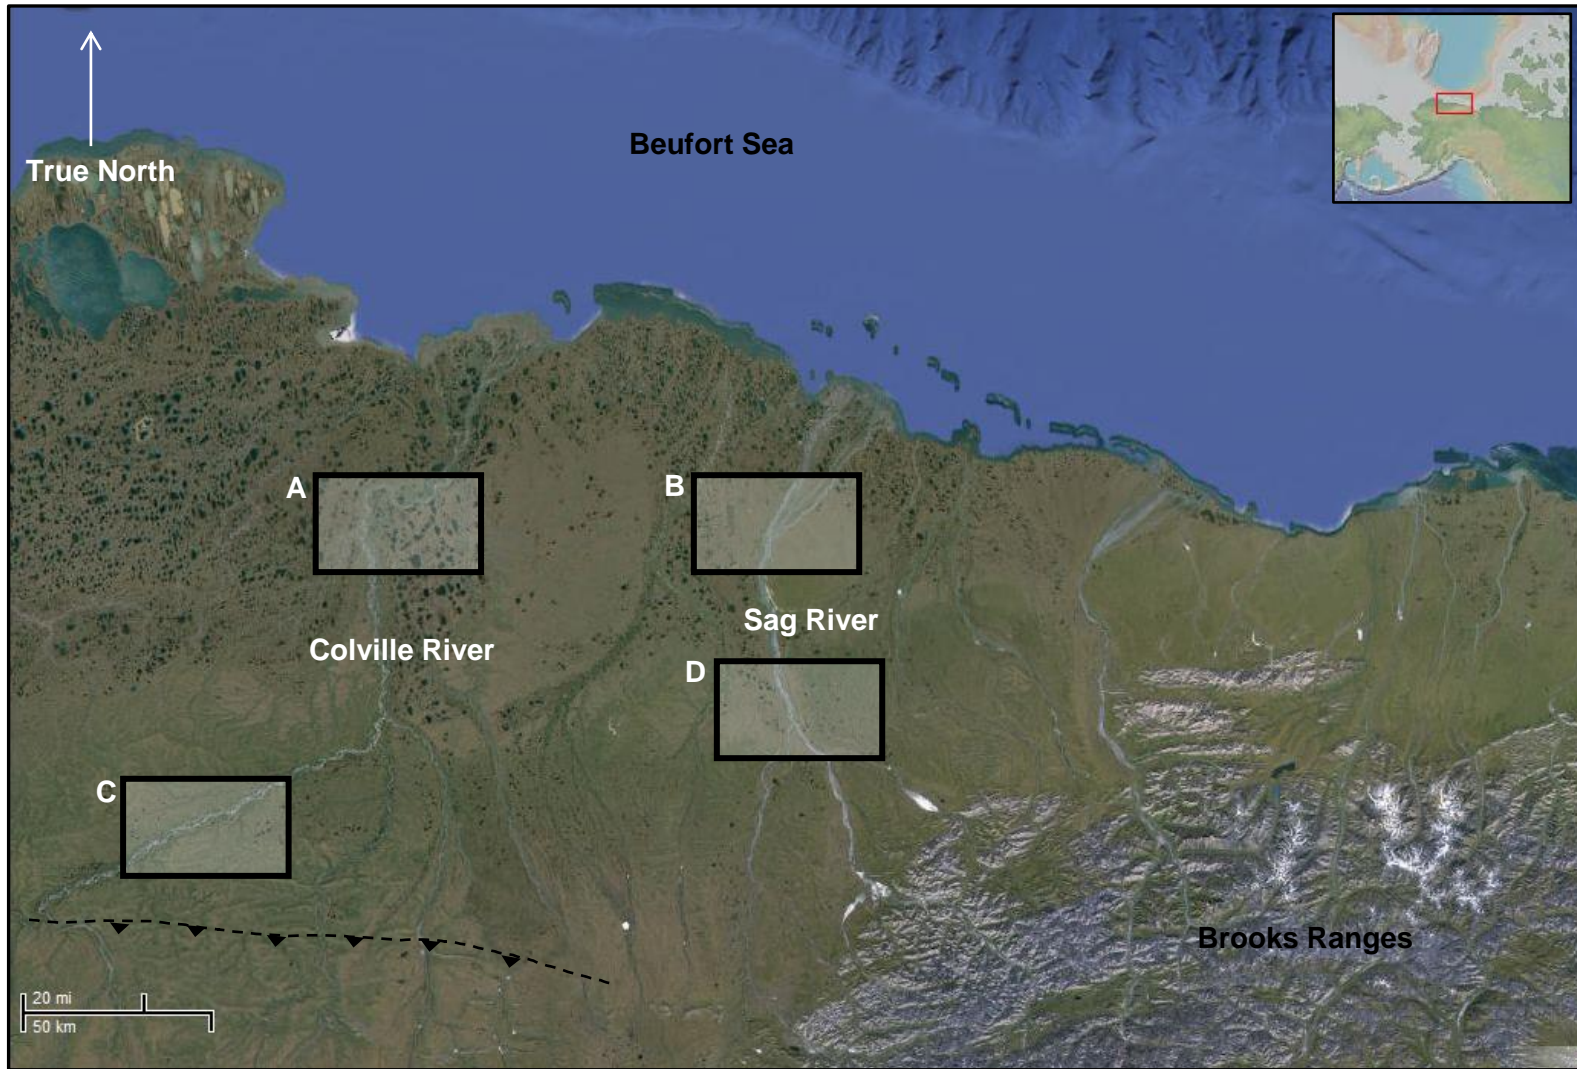 Beufort Sea
True North
A
B
Sag River
Colville River
D
C
Brooks Ranges
20 mi
50 km